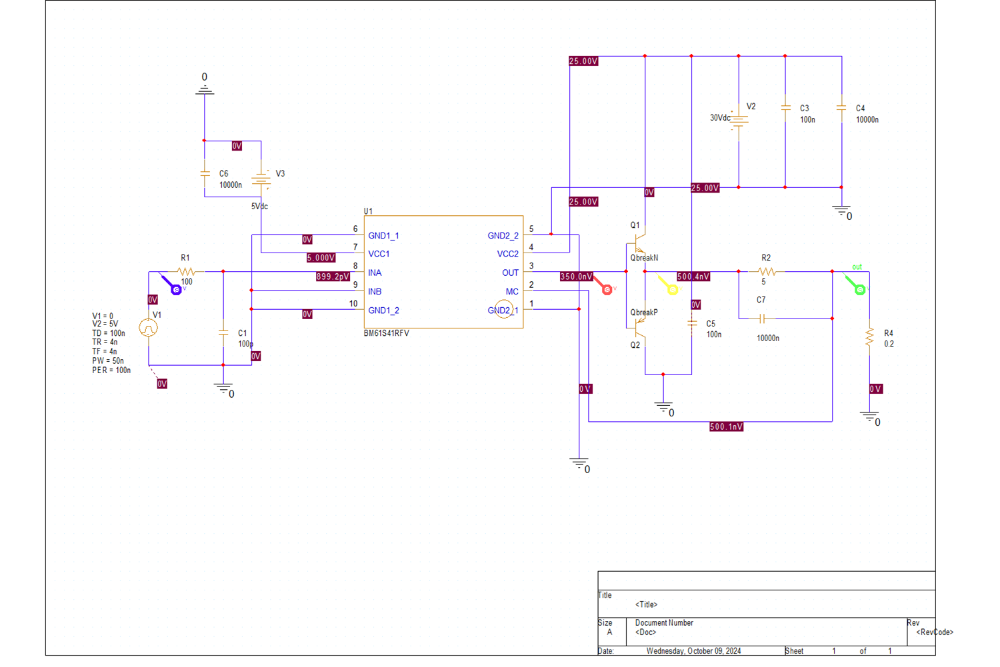 0
25.00V
V2
30Vdc
C3
100n
C4
10000n
0V
C6
10000n
V3
5Vdc
25.00V
0V
25.00V
0
U1
6
GND1_1
7
VCC1
8
INA
9
INB
10
GND1_2
5
GND2_2
4
VCC2
3
OUT
2
MC
1
GND2_1
BM61S41RFV
0V
5.000V
899.2pV
0V
R1
100
V
0V
V1
V1 = 0
V2 = 5V
TD = 100n
TR = 4n
TF = 4n
PW = 50n
PER = 100n
C1
100p
0V
0V
0
Q1
QbreakN
350.0nV
V
500.4nV
R2
5
out
V
QbreakP
Q2
0V
C5
100n
C7
10000n
R4
0.2
0V
0V
0
0
500.1nV
0
Title
<Title>
Size
A
Document Number
<Doc>
Rev
<RevCode>
Date:
Wednesday, October 09, 2024
Sheet
1
of
1